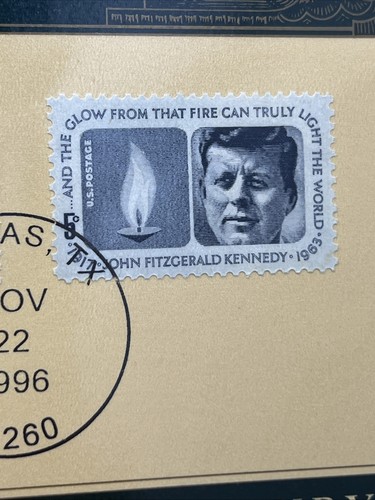 ...AND THE GLOW FROM THAT FIRE CAN TRULY LIGHT THE WORLD
U.S. POSTAGE
5¢
1917 • JOHN FITZGERALD KENNEDY • 1963
AS, TX
OV
22
996
260